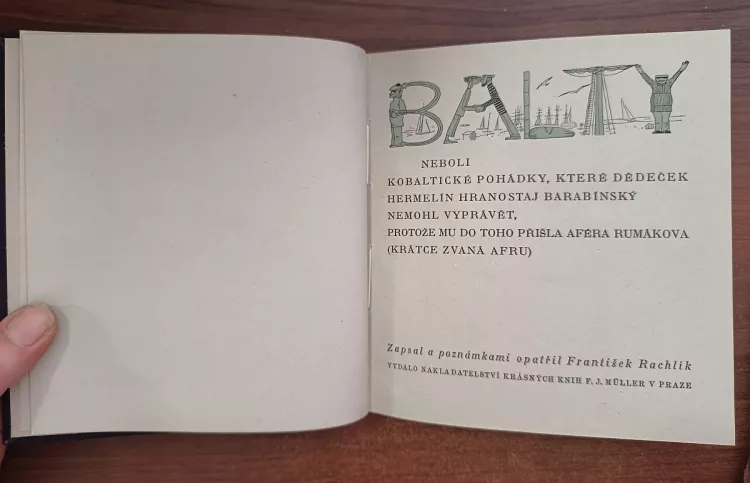 BALTY
NEBOLI
KOBALTICKÉ POHÁDKY, KTERÉ DĚDEČEK
HERMELÍN HRANOSTAJ BARABÍNSKÝ
NEMOHL VYPRÁVĚT,
PROTOŽE MU DO TOHO PŘIŠLA AFÉRA RUMÁKOVA
(KRÁTCE ZVANÁ AFRU)
Zapsal a poznámkami opatřil František Rachlík
VYDALO NAKLADATELSTVÍ KRÁSNÝCH KNIH F. J. MÜLLER V PRAZE